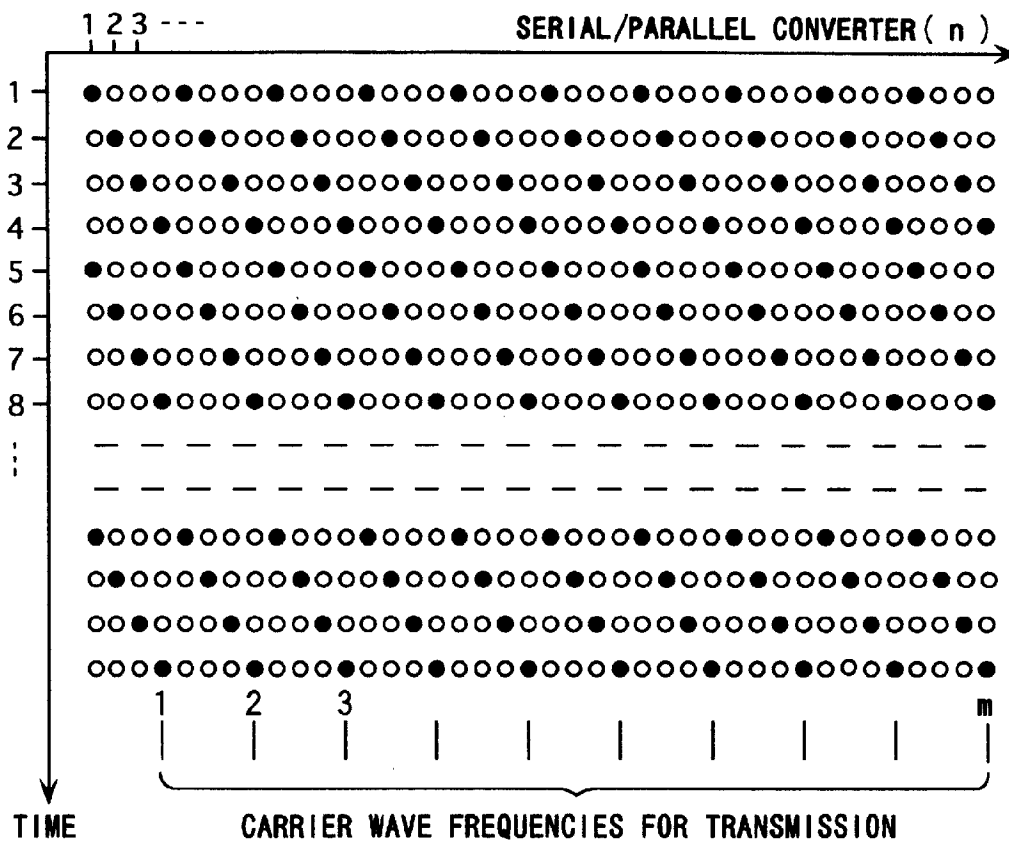 1 2 3 ---
SERIAL/PARALLEL CONVERTER( n )
1
2
3
4
5
6
7
8
1 2 3 m
TIME
CARRIER WAVE FREQUENCIES FOR TRANSMISSION